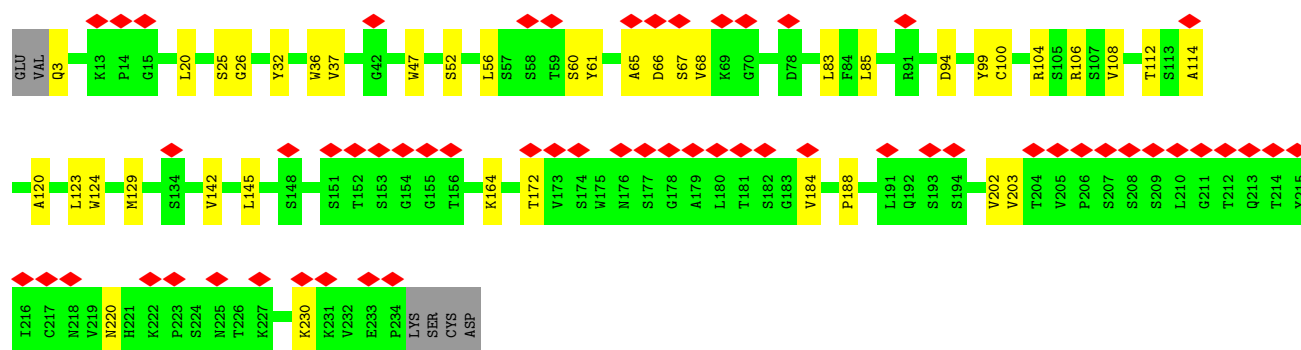 GLU VAL Q3 K13 P14 G15 L20 S25 G26 Y32 W36 V37 G42 W47 S52 L56 S57 S58 T59 S60 Y61 A65 D66 S67 V68 K69 G70 D78 L83 F84 L85 R91 D94 Y99 C100 R104 S105 R106 S107 V108 T112 S113 A114
A120 L123 W124 M129 S134 V142 L145 S148 S151 T152 S153 G154 G155 T156 K164 T172 V173 S174 W175 N176 S177 G178 A179 L180 T181 S182 G183 V184 P188 L191 Q192 S193 S194 V202 V203 T204 V205 P206 S207 S208 S209 L210 G211 T212 Q213 T214 Y215
I216 C217 N218 V219 N220 H221 K222 P223 S224 N225 T226 K227 K230 K231 V232 E233 P234 LYS SER CYS ASP